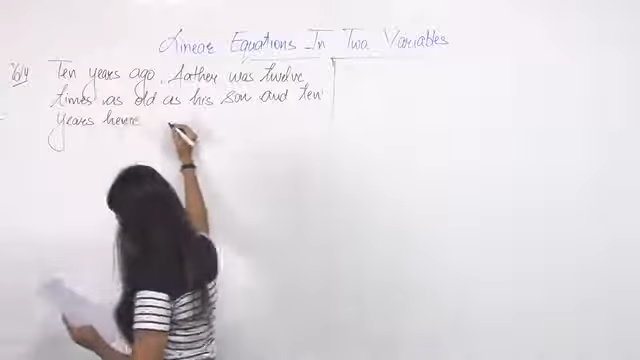 Linear Equations In Two Variables
Ten years ago, father was twelve
times as old as his son and ten
years hence